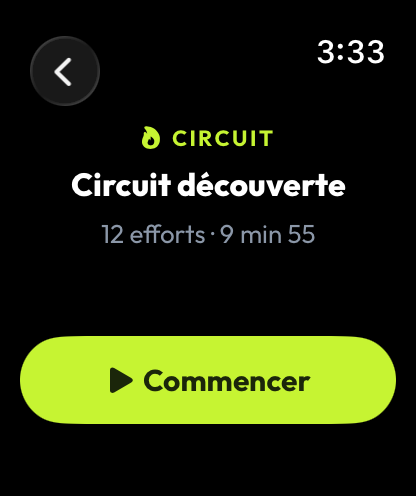 3:33
CIRCUIT
Circuit découverte
12 efforts · 9 min 55
Commencer